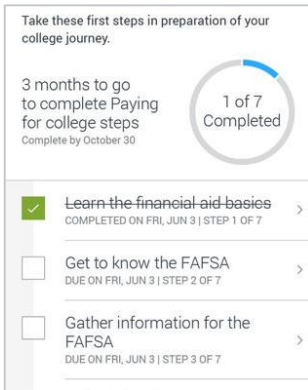 Take these first steps in preparation of your
college journey.
3 months to go
to complete Paying
for college steps
Complete by October 30
1 of 7
Completed
Learn the financial aid basics
COMPLETED ON FRI, JUN 3 | STEP 1 OF 7
Get to know the FAFSA
DUE ON FRI, JUN 3 | STEP 2 OF 7
Gather information for the
FAFSA
DUE ON FRI, JUN 3 | STEP 3 OF 7